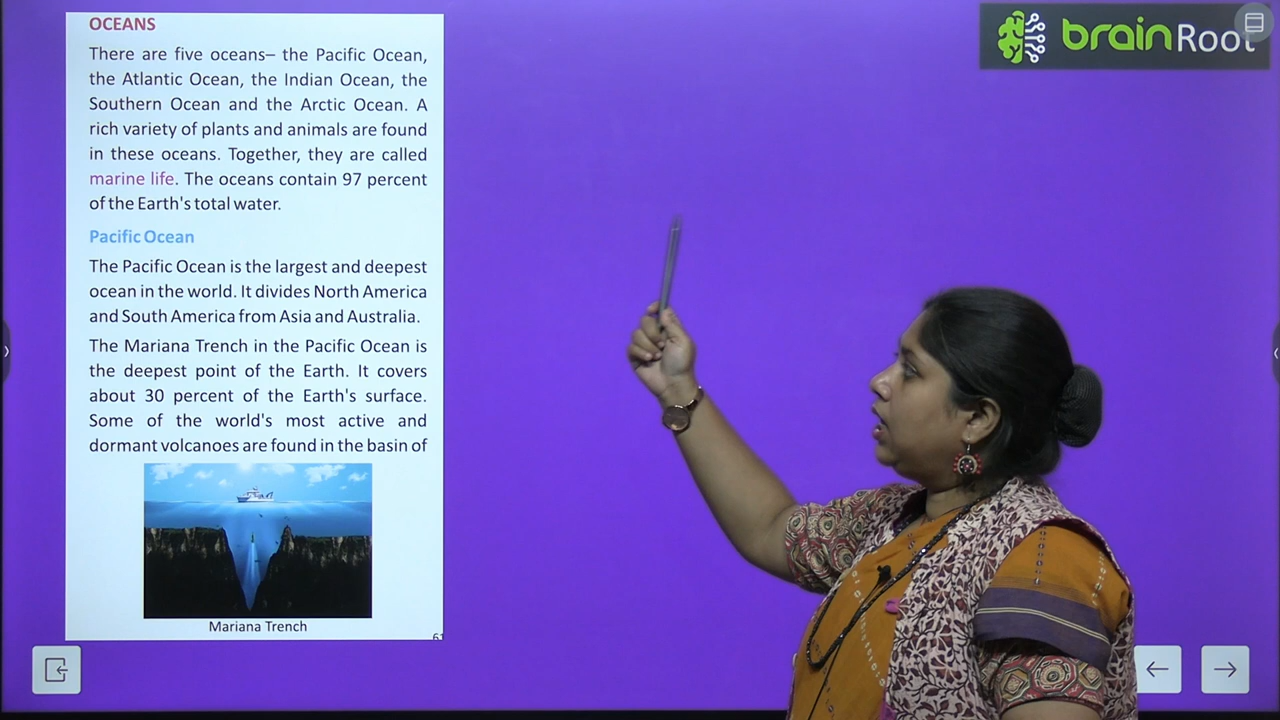 OCEANS
There are five oceans– the Pacific Ocean,
the Atlantic Ocean, the Indian Ocean, the
Southern Ocean and the Arctic Ocean. A
rich variety of plants and animals are found
in these oceans. Together, they are called
marine life. The oceans contain 97 percent
of the Earth's total water.
Pacific Ocean
The Pacific Ocean is the largest and deepest
ocean in the world. It divides North America
and South America from Asia and Australia.
The Mariana Trench in the Pacific Ocean is
the deepest point of the Earth. It covers
about 30 percent of the Earth's surface.
Some of the world's most active and
dormant volcanoes are found in the basin of
Mariana Trench
61
brainRoot